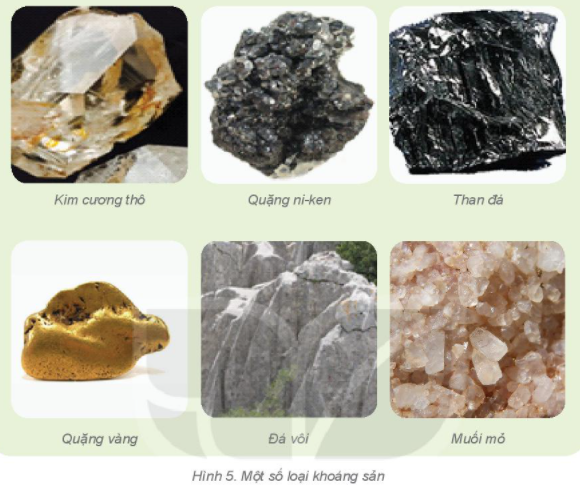 Kim cương thô
Quặng ni-ken
Than đá
Quặng vàng
Đá vôi
Muối mỏ
Hình 5. Một số loại khoáng sản